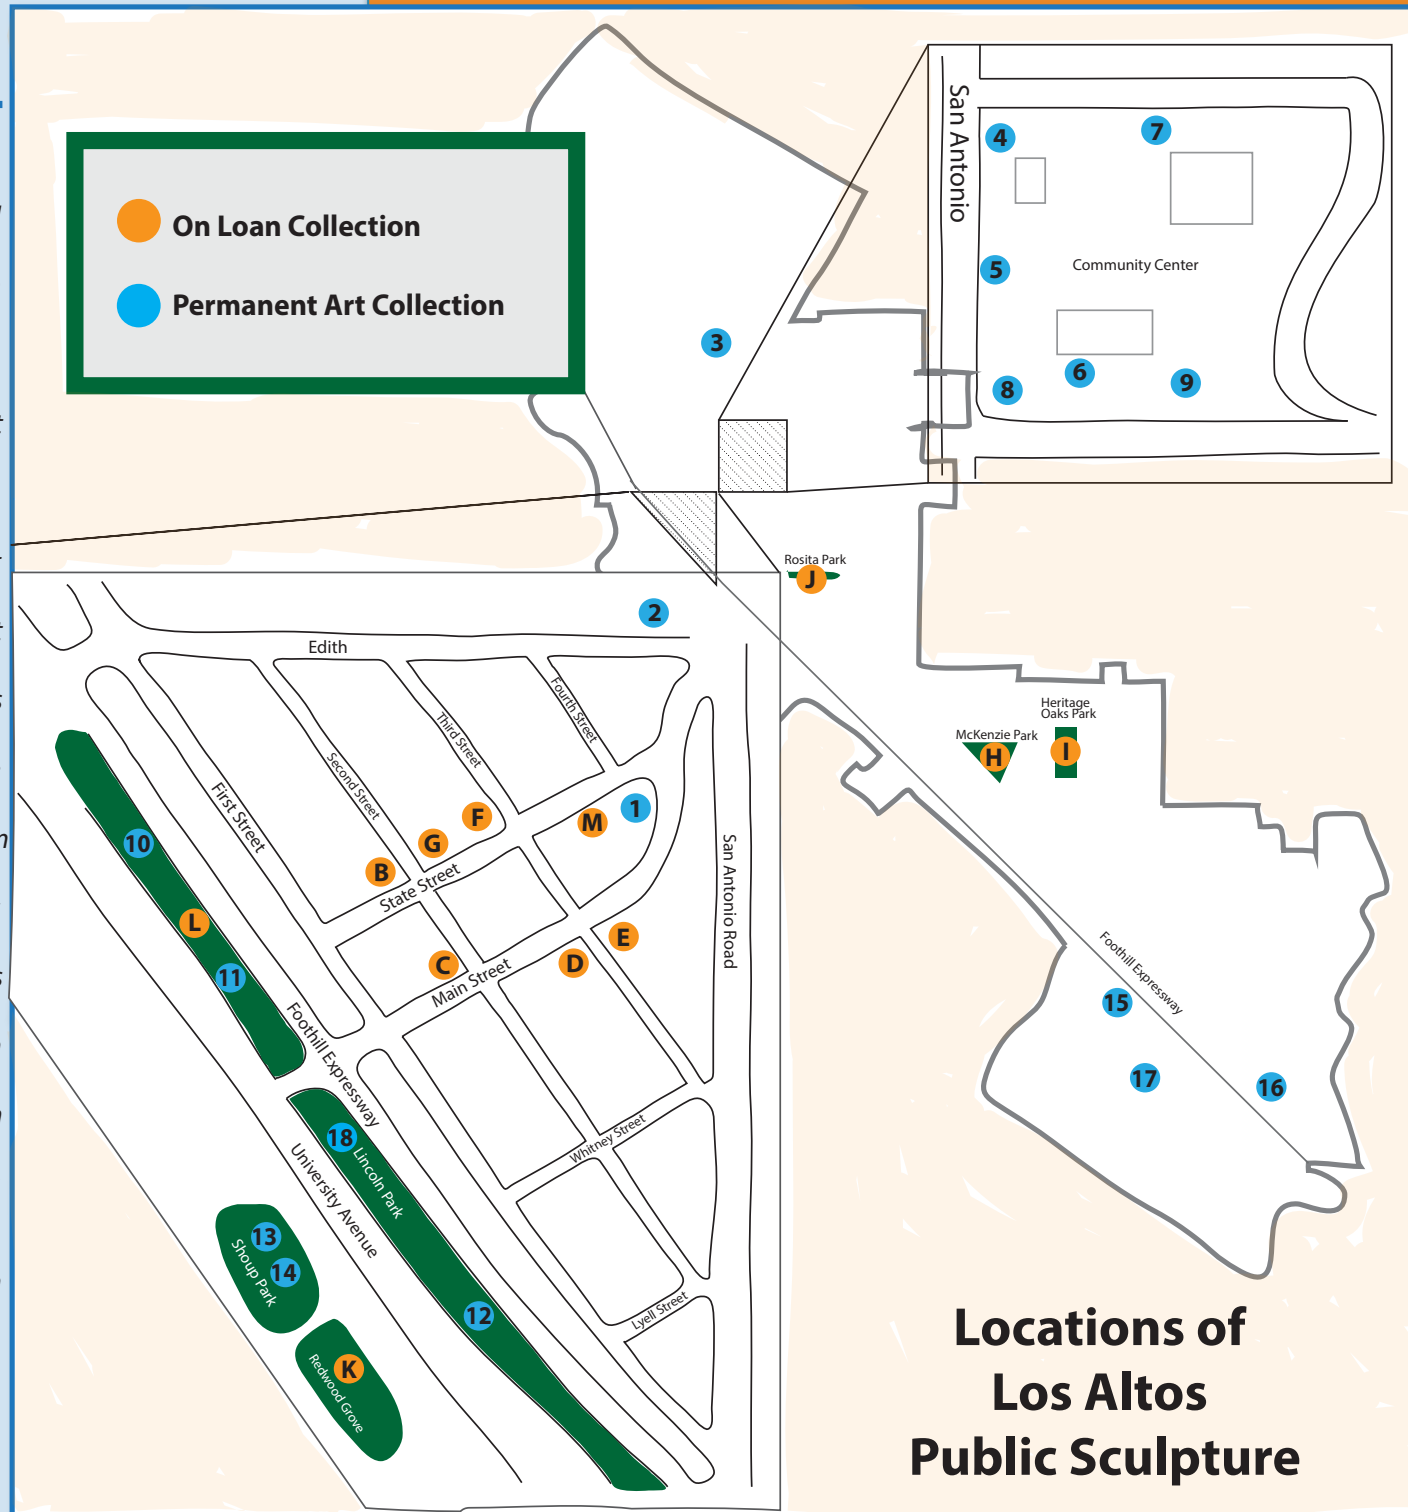 On Loan Collection
Permanent Art Collection
San Antonio
4
7
5
Community Center
6
8
9
3
Rosita Park
J
2
Edith
Heritage
Oaks Park
McKenzie Park
H
I
Fourth Street
Third Street
Second Street
First Street
F
G
B
M
1
State Street
San Antonio Road
10
L
11
C
D
E
Main Street
Foothill Expressway
Foothill Expressway
15
17
16
Whitney Street
18
Lincoln Park
University Avenue
13
14
Shoup Park
12
Lyell Street
K
Redwood Grove
Locations of
Los Altos
Public Sculpture